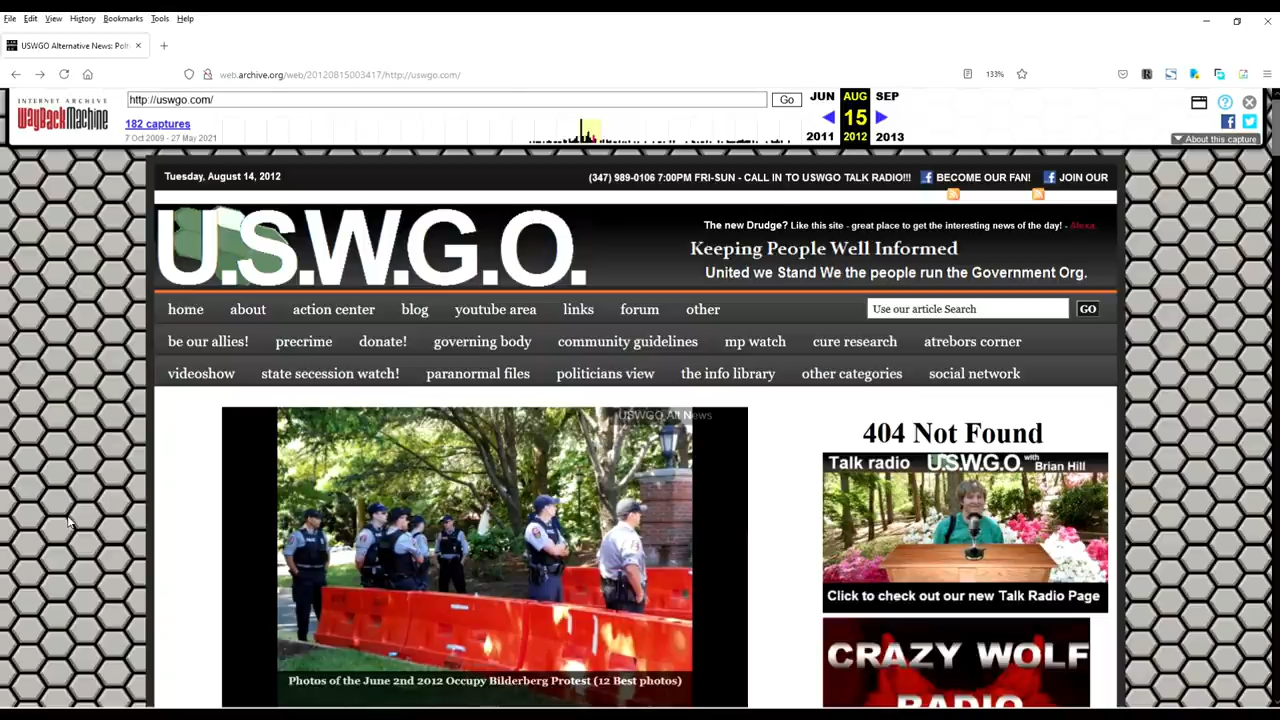 File Edit View History Bookmarks Tools Help
USWGO Alternative News: Polit
web.archive.org/web/20120815003417/http://uswgo.com/
133%
INTERNET ARCHIVE
WayBackMachine
http://uswgo.com/
Go
JUN AUG SEP
182 captures
15
7 Oct 2009 - 27 May 2021
2011 2012 2013
About this capture
Tuesday, August 14, 2012
(347) 989-0106 7:00PM FRI-SUN - CALL IN TO USWGO TALK RADIO!!! BECOME OUR FAN! JOIN OUR
U.S.W.G.O.
The new Drudge? Like this site - great place to get the interesting news of the day! - Alexa
Keeping People Well Informed
United we Stand We the people run the Government Org.
home about action center blog youtube area links forum other
Use our article Search GO
be our allies! precrime donate! governing body community guidelines mp watch cure research atrebors corner
videoshow state secession watch! paranormal files politicians view the info library other categories social network
USWGO Alt News
Photos of the June 2nd 2012 Occupy Bilderberg Protest (12 Best photos)
404 Not Found
Talk radio U.S.W.G.O. with Brian Hill
Click to check out our new Talk Radio Page
CRAZY WOLF
RADIO